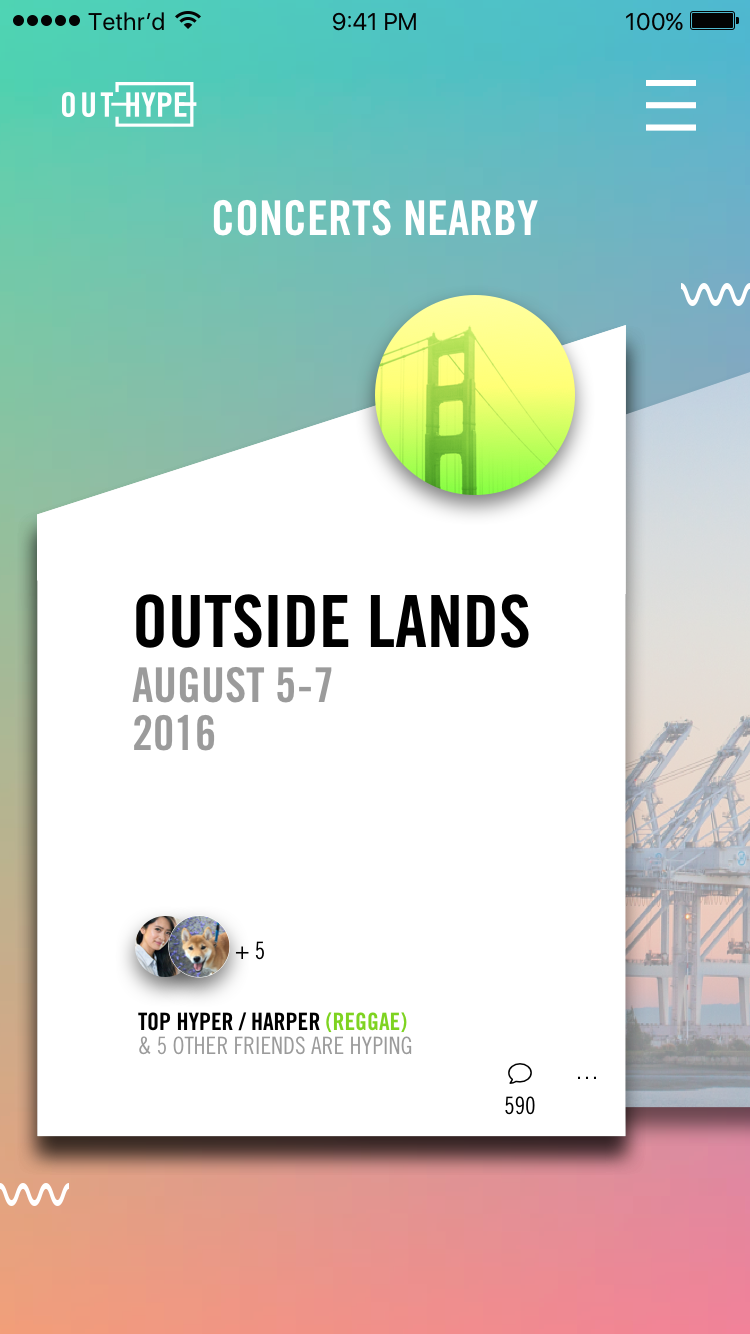 Tethr’d 9:41 PM 100%
OUT-HYPE
CONCERTS NEARBY
OUTSIDE LANDS
AUGUST 5-7
2016
+ 5
TOP HYPER / HARPER (REGGAE)
& 5 OTHER FRIENDS ARE HYPING
...
590